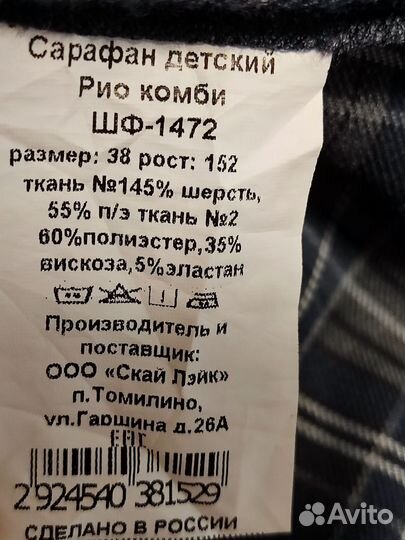 Сарафан детский
Рио комби
ШФ-1472
размер: 38 рост: 152
ткань №145% шерсть,
55% п/э ткань №2
60%полиэстер,35%
вискоза,5%эластан
Производитель и
поставщик:
ООО «Скай Лэйк»
п.Томилино,
ул.Гаршина д.26А
ЕАС
2 924540 381529
СДЕЛАНО В РОССИИ
Avito